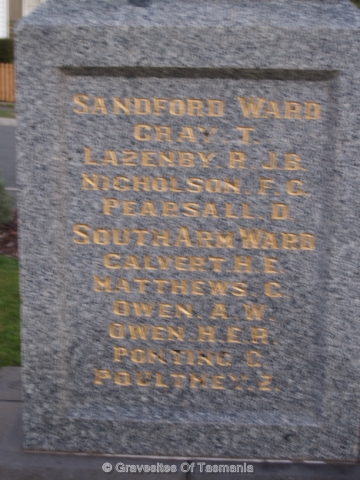 SANDFORD WARD
GRAY. T.
LAZENBY. R. J.B.
NICHOLSON. F. C.
PEARSALL. D
SOUTH ARM WARD
CALVERT. H. E.
MATTHEWS. C.
OWEN. A. W.
OWEN. H. E. R.
PONTING. C.
POULTNEY. Z.
© Gravesites Of Tasmania